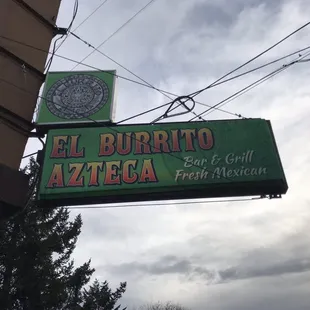 EL BURRITO
AZTECA
Bar & Grill
Fresh Mexican